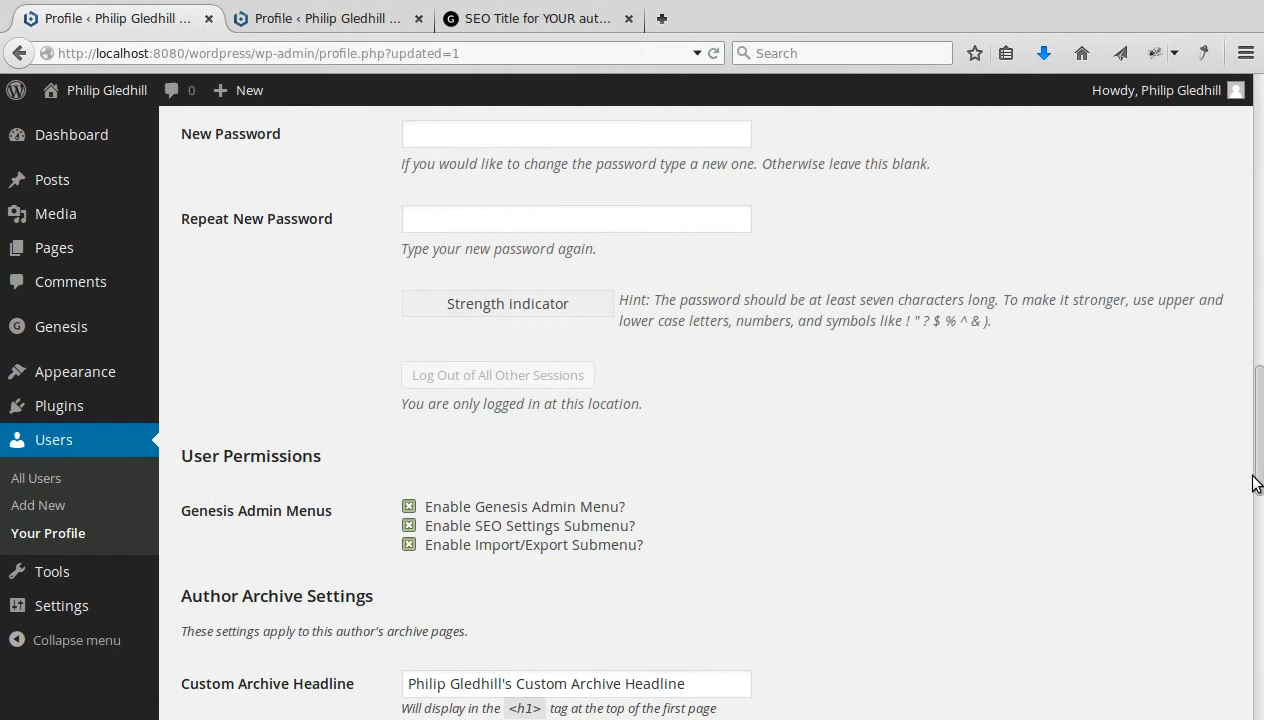 Profile ‹ Philip Gledhill ...
Profile ‹ Philip Gledhill ...
SEO Title for YOUR aut...
http://localhost:8080/wordpress/wp-admin/profile.php?updated=1
Search
Philip Gledhill
0
New
Howdy, Philip Gledhill
Dashboard
Posts
Media
Pages
Comments
Genesis
Appearance
Plugins
Users
All Users
Add New
Your Profile
Tools
Settings
Collapse menu
New Password
If you would like to change the password type a new one. Otherwise leave this blank.
Repeat New Password
Type your new password again.
Strength indicator
Hint: The password should be at least seven characters long. To make it stronger, use upper and
lower case letters, numbers, and symbols like ! " ? $ % ^ & ).
Log Out of All Other Sessions
You are only logged in at this location.
User Permissions
Genesis Admin Menus
Enable Genesis Admin Menu?
Enable SEO Settings Submenu?
Enable Import/Export Submenu?
Author Archive Settings
These settings apply to this author's archive pages.
Custom Archive Headline
Philip Gledhill's Custom Archive Headline
Will display in the <h1> tag at the top of the first page